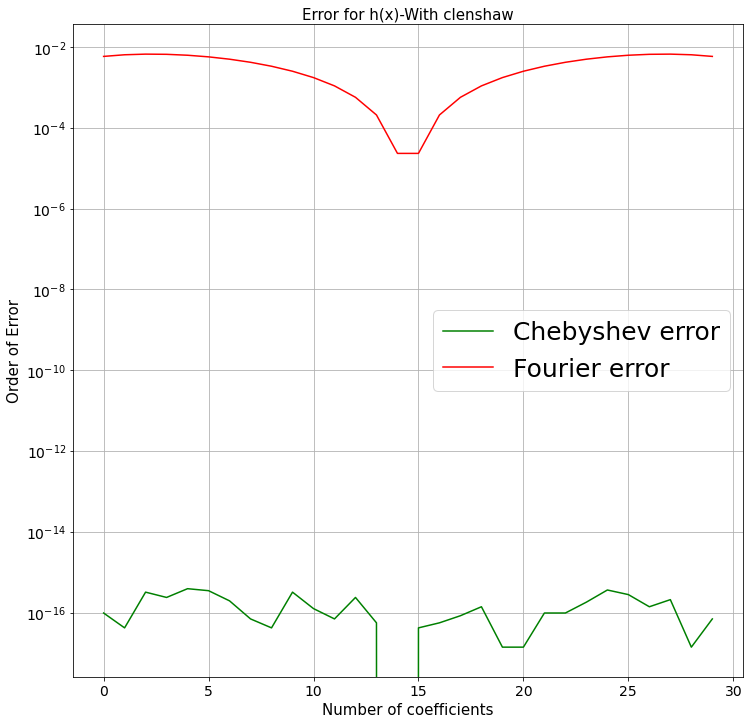 Error for h(x)-With clenshaw
Order of Error
10^-2
10^-4
10^-6
10^-8
10^-10
10^-12
10^-14
10^-16
Chebyshev error
Fourier error
0 5 10 15 20 25 30
Number of coefficients